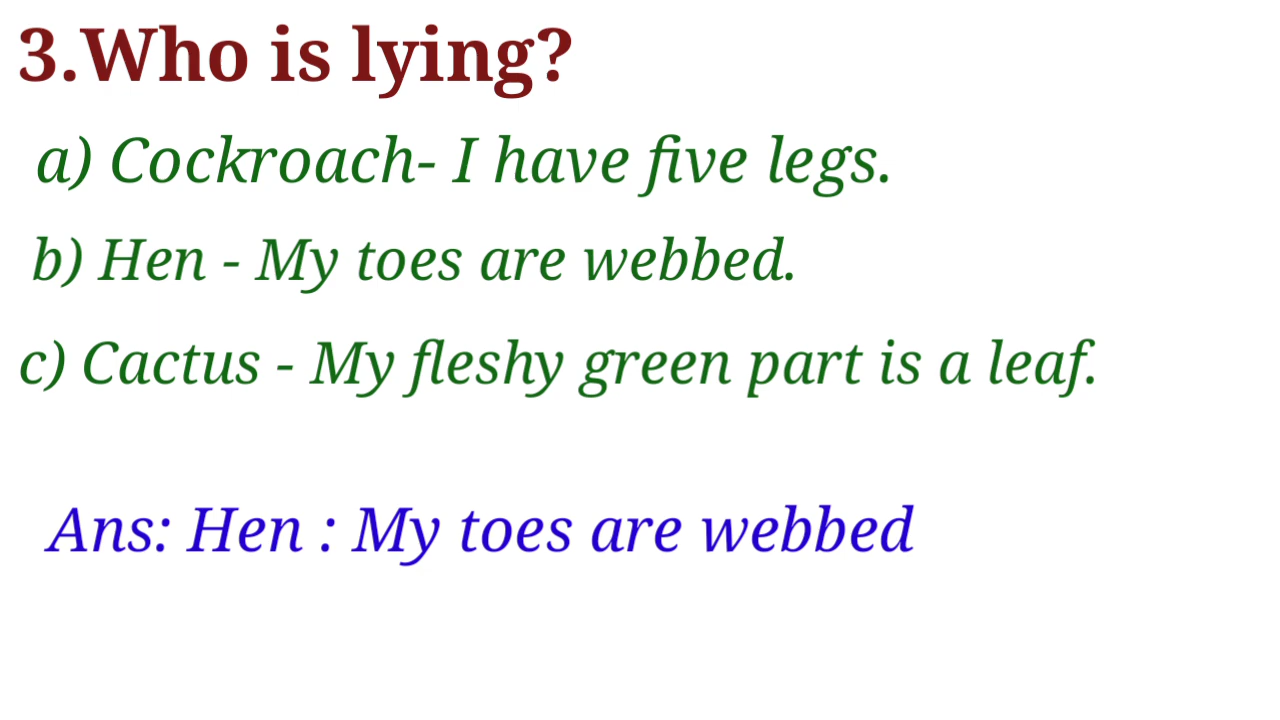 3.Who is lying?
a) Cockroach- I have five legs.
b) Hen - My toes are webbed.
c) Cactus - My fleshy green part is a leaf.
Ans: Hen : My toes are webbed